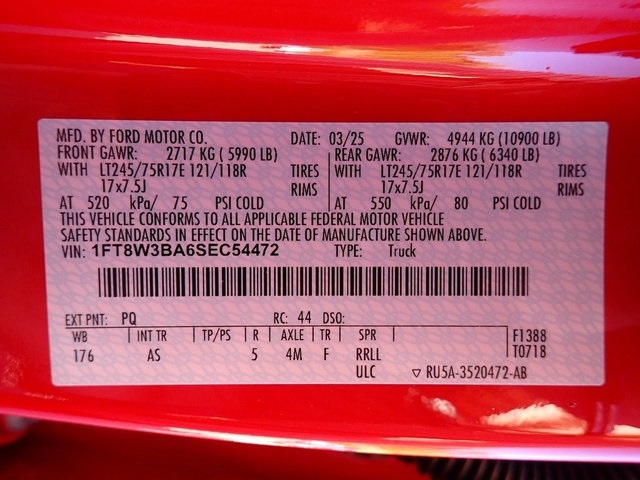 MFD. BY FORD MOTOR CO. DATE: 03/25 GVWR: 4944 KG (10900 LB)
FRONT GAWR: 2717 KG ( 5990 LB) REAR GAWR: 2876 KG ( 6340 LB)
WITH LT245/75R17E 121/118R TIRES WITH LT245/75R17E 121/118R TIRES
17x7.5J RIMS 17x7.5J RIMS
AT 520 kPa/ 75 PSI COLD AT 550 kPa/ 80 PSI COLD
THIS VEHICLE CONFORMS TO ALL APPLICABLE FEDERAL MOTOR VEHICLE
SAFETY STANDARDS IN EFFECT ON THE DATE OF MANUFACTURE SHOWN ABOVE.
VIN: 1FT8W3BA6SEC54472 TYPE: Truck
EXT PNT: PQ RC: 44 DSO:
WB INT TR TP/PS R AXLE TR SPR F1388
176 AS 5 4M F RRLL T0718
ULC ▽ RU5A-3520472-AB